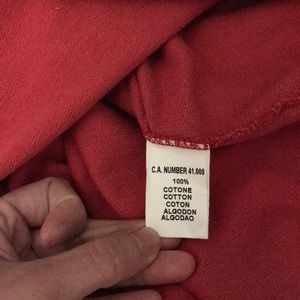 C.A. NUMBER 41.000
100%
COTONE
COTTON
COTON
ALGODON
ALGODAO